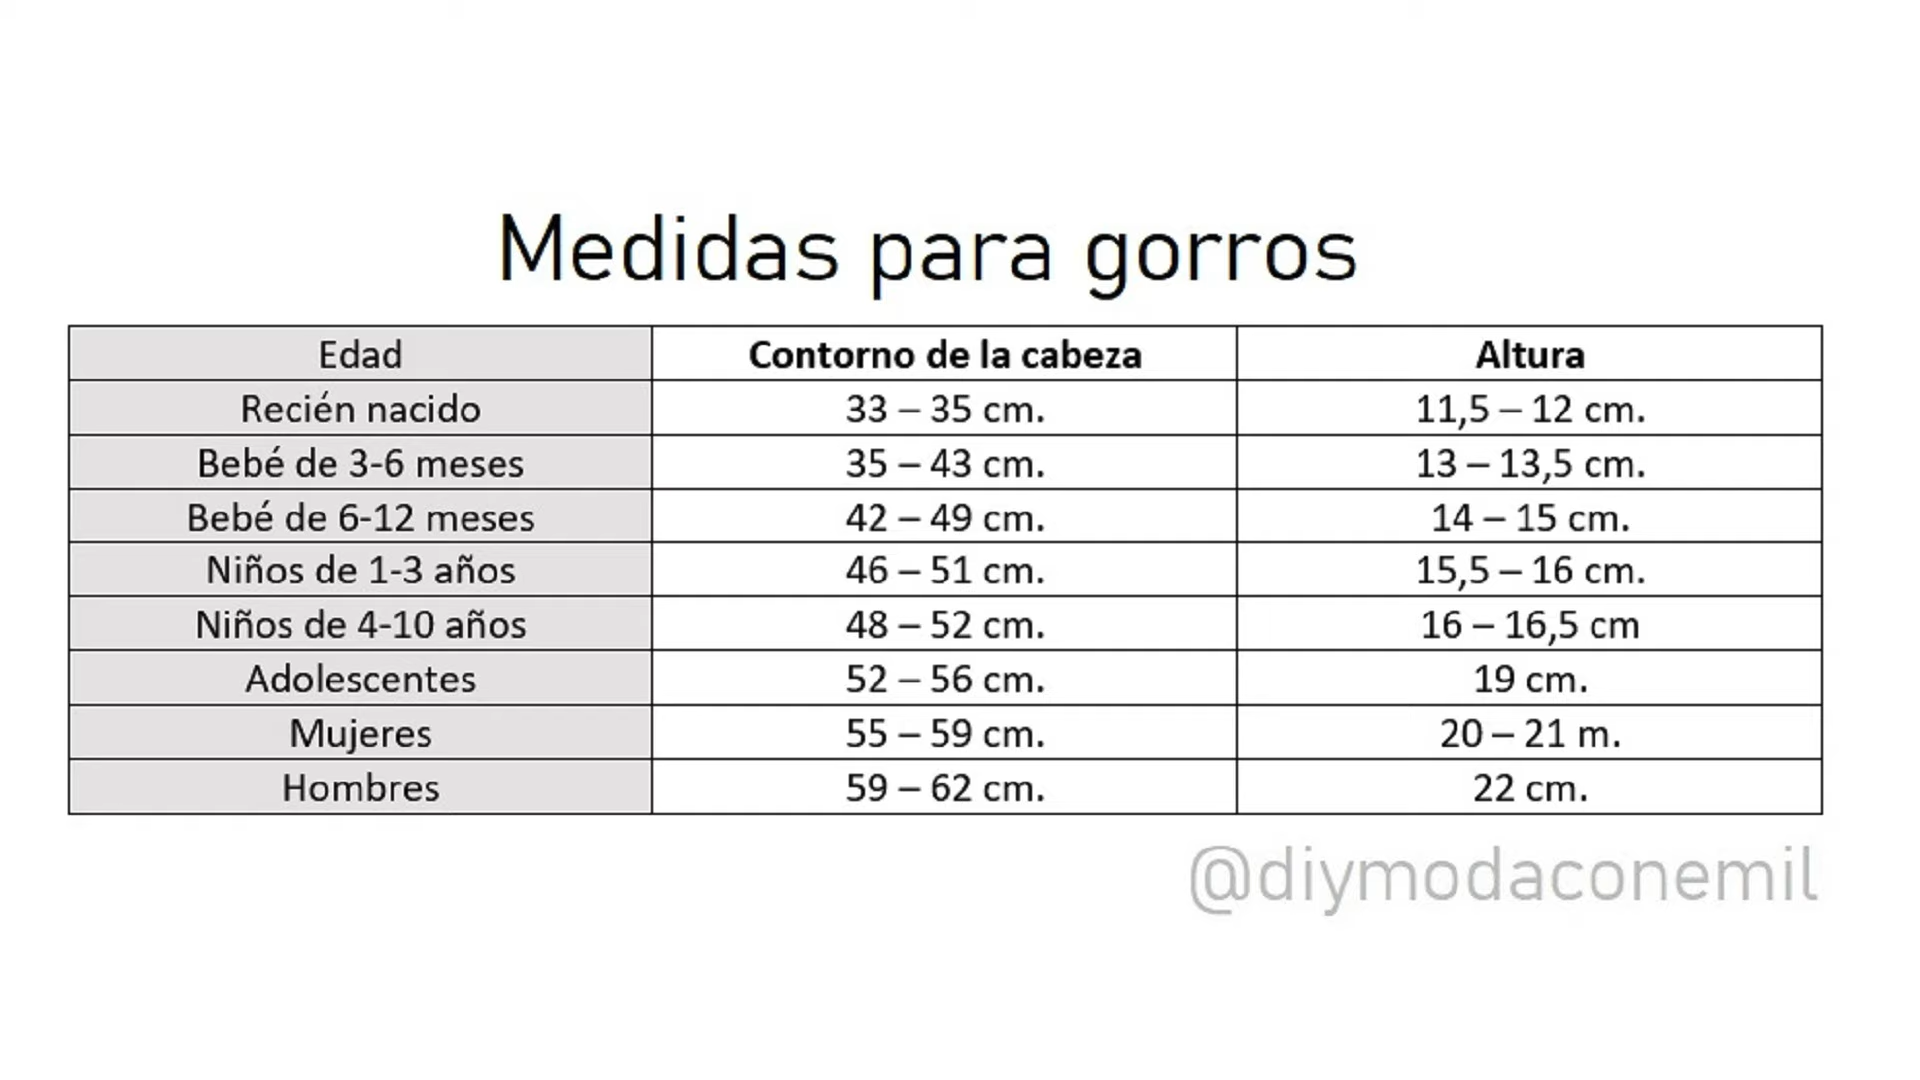 Medidas para gorros
Edad Contorno de la cabeza Altura
Recién nacido 33 – 35 cm. 11,5 – 12 cm.
Bebé de 3-6 meses 35 – 43 cm. 13 – 13,5 cm.
Bebé de 6-12 meses 42 – 49 cm. 14 – 15 cm.
Niños de 1-3 años 46 – 51 cm. 15,5 – 16 cm.
Niños de 4-10 años 48 – 52 cm. 16 – 16,5 cm
Adolescentes 52 – 56 cm. 19 cm.
Mujeres 55 – 59 cm. 20 – 21 m.
Hombres 59 – 62 cm. 22 cm.
@diymodaconemil